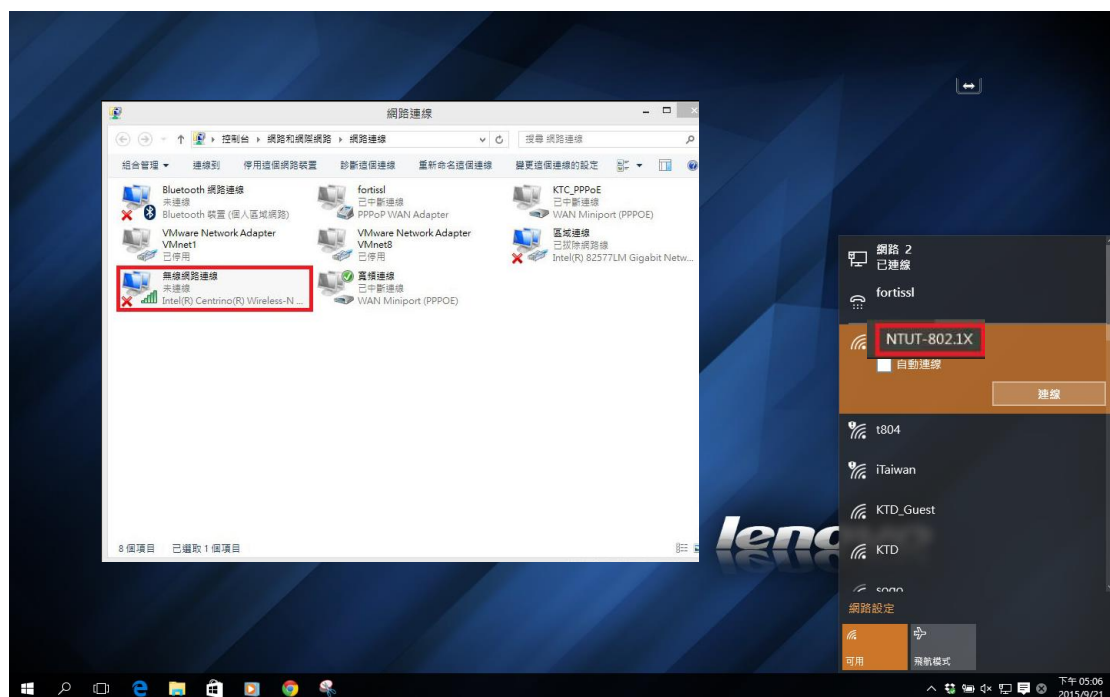 網路連線
控制台 網路和網際網路 網路連線
搜尋 網路連線
組合管理 連線到 停用這個網路裝置 診斷這個連線 重新命名這個連線 變更這個連線的設定
Bluetooth 網路連線
未連線
Bluetooth 裝置 (個人區域網路)
fortissl
已中斷連線
PPPoP WAN Adapter
KTC_PPPoE
已中斷連線
WAN Miniport (PPPOE)
VMware Network Adapter
VMnet1
已停用
VMware Network Adapter
VMnet8
已停用
區域連線
已拔除網路線
Intel(R) 82577LM Gigabit Netw...
無線網路連線
未連線
Intel(R) Centrino(R) Wireless-N ...
寬頻連線
已中斷連線
WAN Miniport (PPPOE)
8 個項目 已選取 1 個項目
網路 2
已連線
fortissl
NTUT-802.1X
自動連線
連線
t804
iTaiwan
KTD_Guest
KTD
網路設定
可用
飛航模式
下午 05:06
2015/9/21